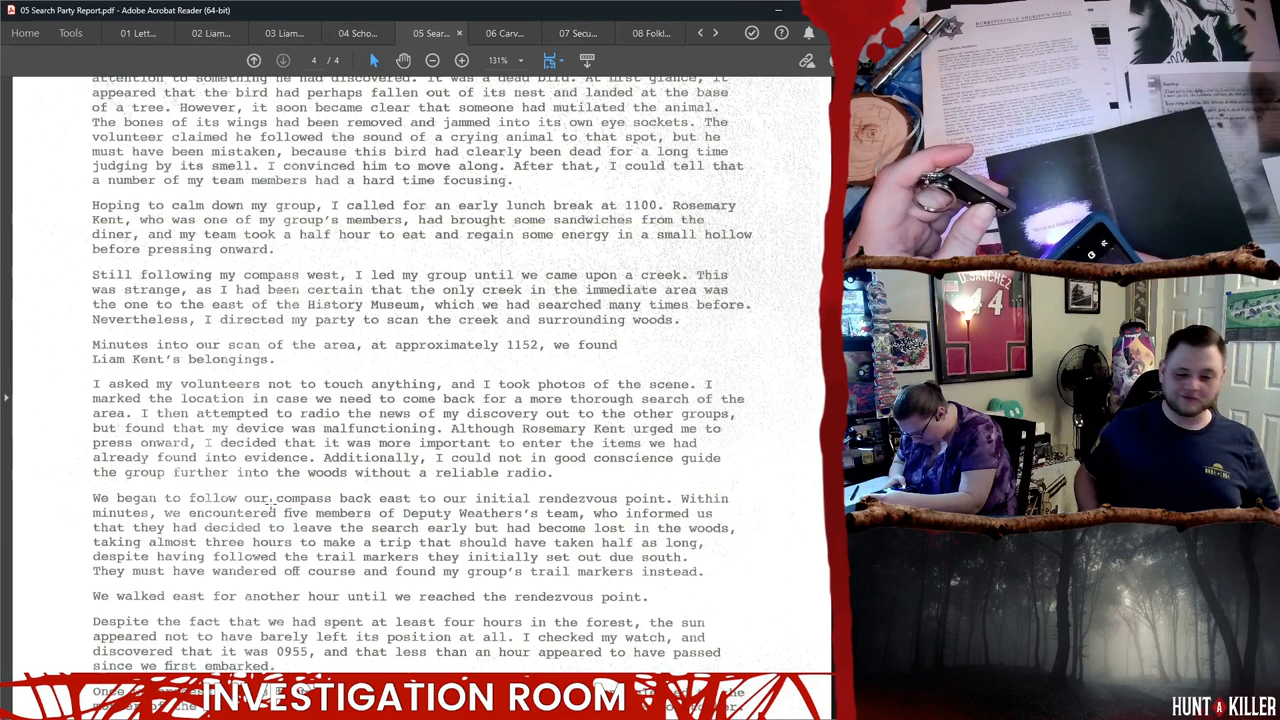 05 Search Party Report.pdf - Adobe Acrobat Reader (64-bit)
Home Tools 01 Lett... 02 Liam... 03 Liam... 04 Scho... 05 Sear... × 06 Carv... 07 Secu... 08 Folkl...
4 / 4 131%
attention to something he had discovered. It was a dead bird. At first glance, it
appeared that the bird had perhaps fallen out of its nest and landed at the base
of a tree. However, it soon became clear that someone had mutilated the animal.
The bones of its wings had been removed and jammed into its own eye sockets. The
volunteer claimed he followed the sound of a crying animal to that spot, but he
must have been mistaken because this bird had clearly been dead for a long time
judging by its smell. I convinced him to move along. After that, I could tell that
a number of my team members had a hard time focusing.
Hoping to calm down my group, I called for an early lunch break at 1100. Rosemary
Kent, who was one of my group's members, had brought some sandwiches from the
diner, and my team took a half hour to eat and regain some energy in a small hollow
before pressing onward.
Still following my compass west, I led my group until we came upon a creek. This
was strange, as I had been certain that the only creek in the immediate area was
the one to the east of the History Museum, which we had searched many times before.
Nevertheless, I directed my party to scan the creek and surrounding woods.
Minutes into our scan of the area, at approximately 1152, we found
Liam Kent's belongings.
I asked my volunteers not to touch anything, and I took photos of the scene. I
marked the location in case we need to come back for a more thorough search of the
area. I then attempted to radio the news of my discovery out to the other groups,
but found that my device was malfunctioning. Although Rosemary Kent urged me to
press onward, I decided that it was more important to enter the items we had
already found into evidence. Additionally, I could not in good conscience guide
the group further into the woods without a reliable radio.
We began to follow our compass back east to our initial rendezvous point. Within
minutes, we encountered five members of Deputy Weathers's team, who informed us
that they had decided to leave the search early but had become lost in the woods,
taking almost three hours to make a trip that should have taken half as long,
despite having followed the trail markers they initially set out due south.
They must have wandered off course and found my group's trail markers instead.
We walked east for another hour until we reached the rendezvous point.
Despite the fact that we had spent at least four hours in the forest, the sun
appeared not to have barely left its position at all. I checked my watch, and
discovered that it was 0955, and that less than an hour appeared to have passed
since we first embarked.
INVESTIGATION ROOM
BURKITTSVILLE SHERIFF'S OFFICE
D. SANCHEZ
44
HUNT A KILLER